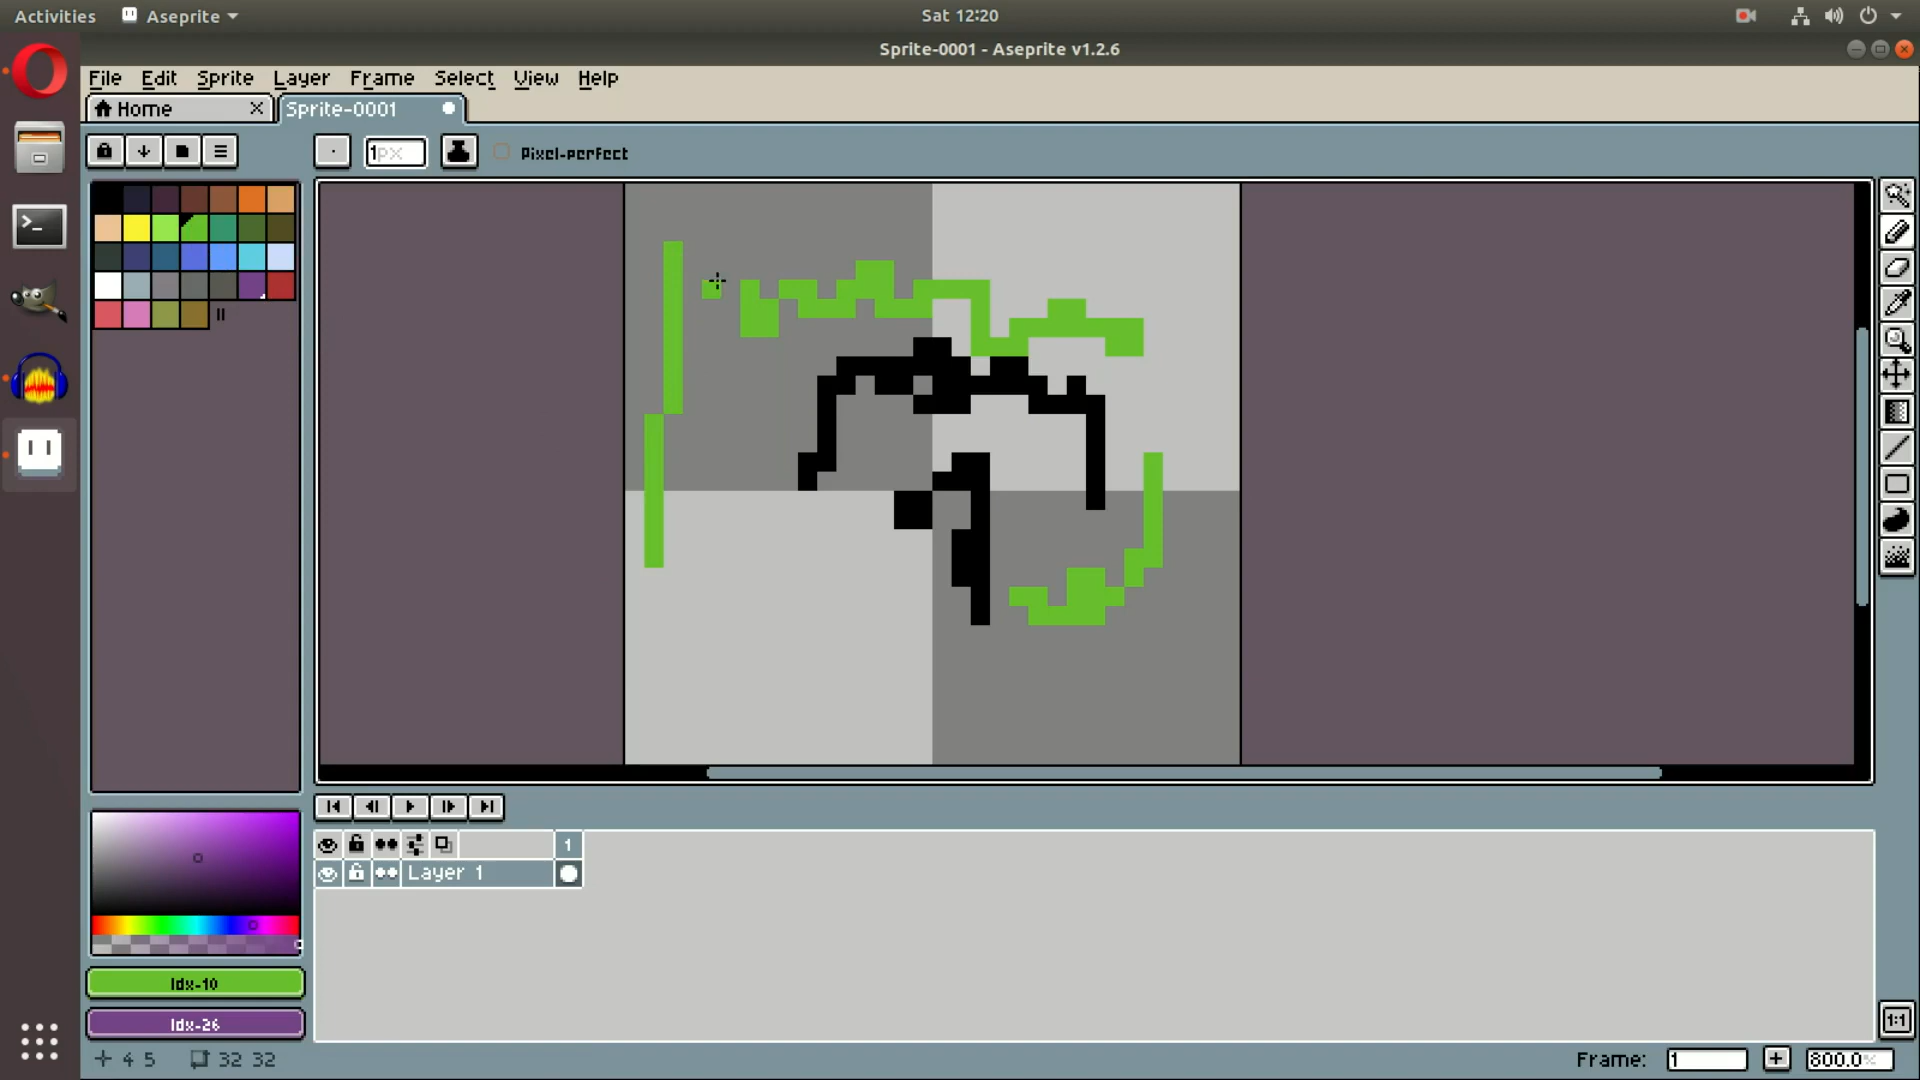 Activities Aseprite Sat 12:20
Sprite-0001 - Aseprite v1.2.6
File Edit Sprite Layer Frame Select View Help
Home Sprite-0001
1px Pixel-perfect
1
Layer 1
Idx-10
Idx-26
4 5 32 32 Frame: 1 800.0%
1:1